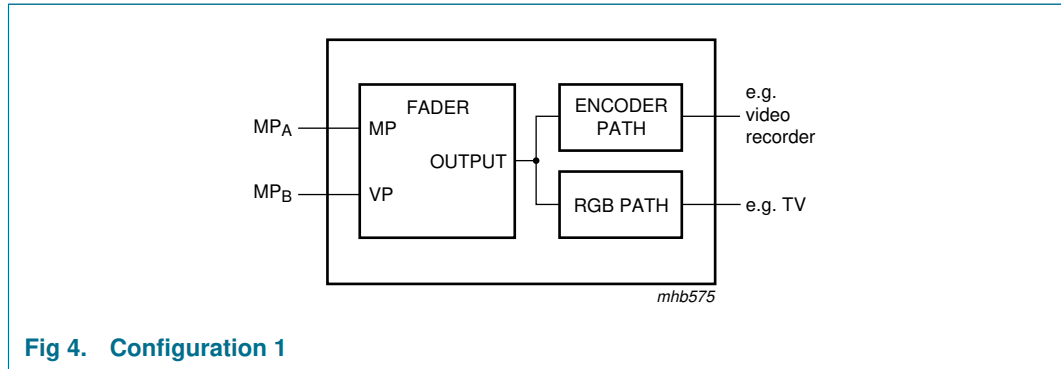 FADER
MPA
MP
MPB
VP
OUTPUT
ENCODER
PATH
RGB PATH
e.g.
video
recorder
e.g. TV
mhb575
Fig 4. Configuration 1